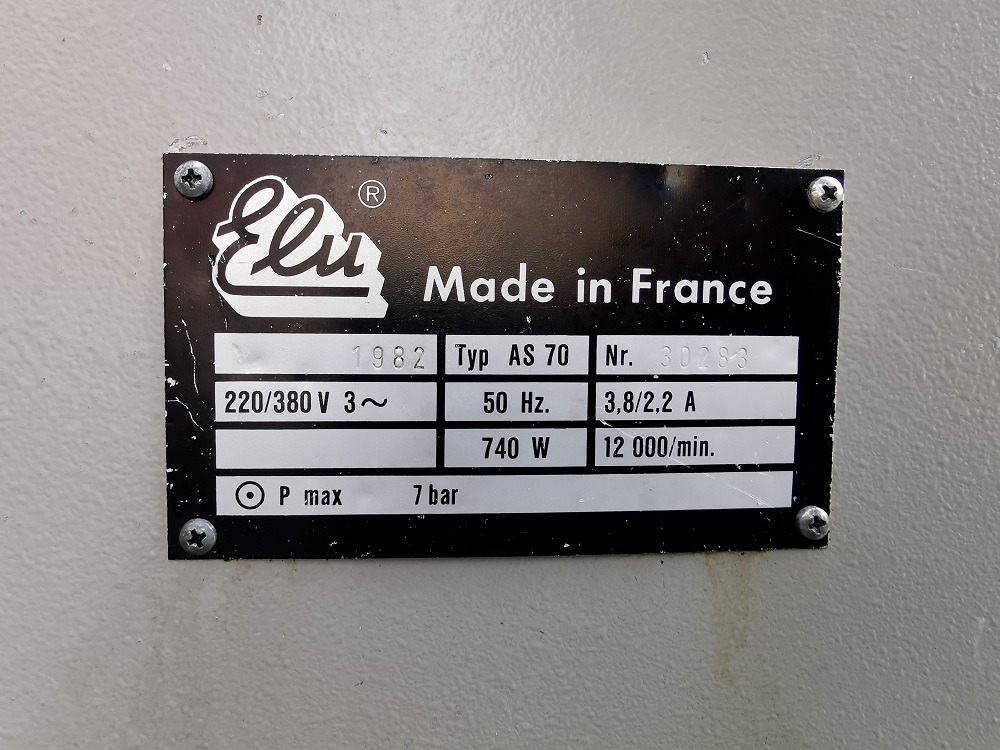 Elu ®
Made in France
1982 Typ AS 70 Nr. 30283
220/380 V 3~ 50 Hz. 3,8/2,2 A
740 W 12 000/min.
P max 7 bar